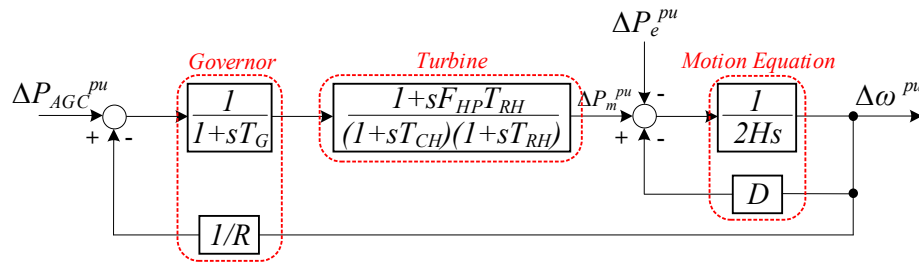 ΔP_e^pu
Governor
Turbine
Motion Equation
ΔP_AGC^pu
+
-
1
1+sT_G
1+sF_HP T_RH
(1+sT_CH)(1+sT_RH)
ΔP_m^pu
-
+
-
1
2Hs
Δω^pu
D
1/R